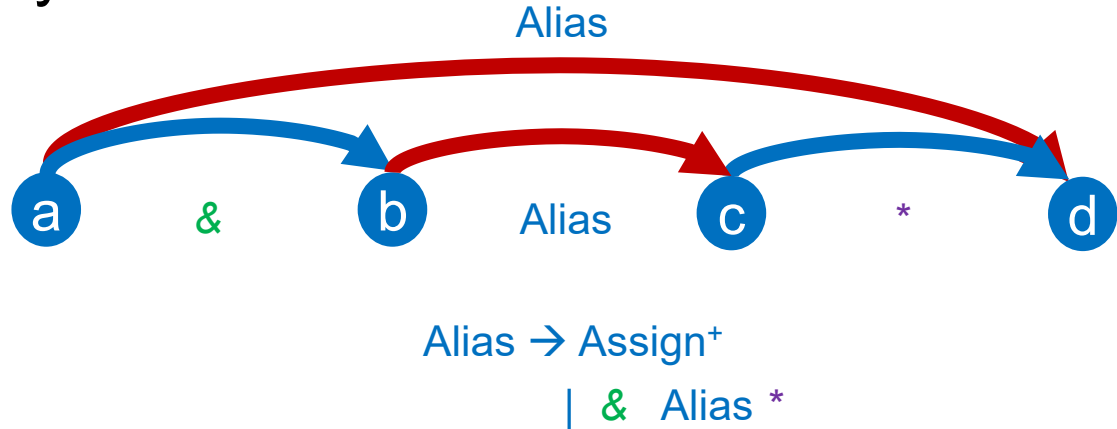 Alias
a & b Alias c * d
Alias → Assign⁺
| & Alias *